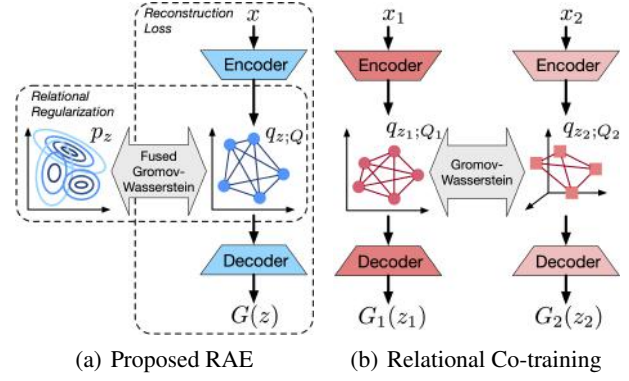 Reconstruction
Loss
x
Encoder
Relational
Regularization
p_z
Fused
Gromov-
Wasserstein
q_{z;Q}
Decoder
G(z)
(a) Proposed RAE
x_1
x_2
Encoder
Encoder
q_{z_1;Q_1}
Gromov-
Wasserstein
q_{z_2;Q_2}
Decoder
Decoder
G_1(z_1)
G_2(z_2)
(b) Relational Co-training